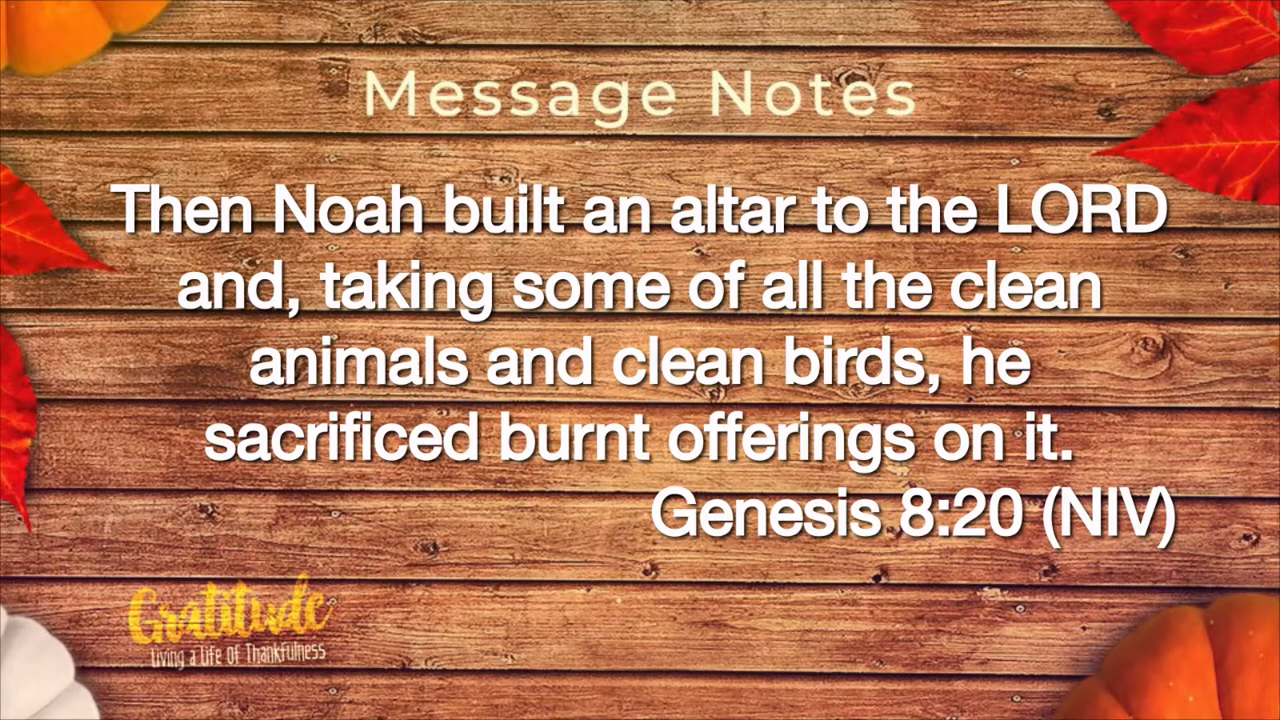 Message Notes
Then Noah built an altar to the LORD
and, taking some of all the clean
animals and clean birds, he
sacrificed burnt offerings on it.
Genesis 8:20 (NIV)
Gratitude
Living a Life Of Thankfulness